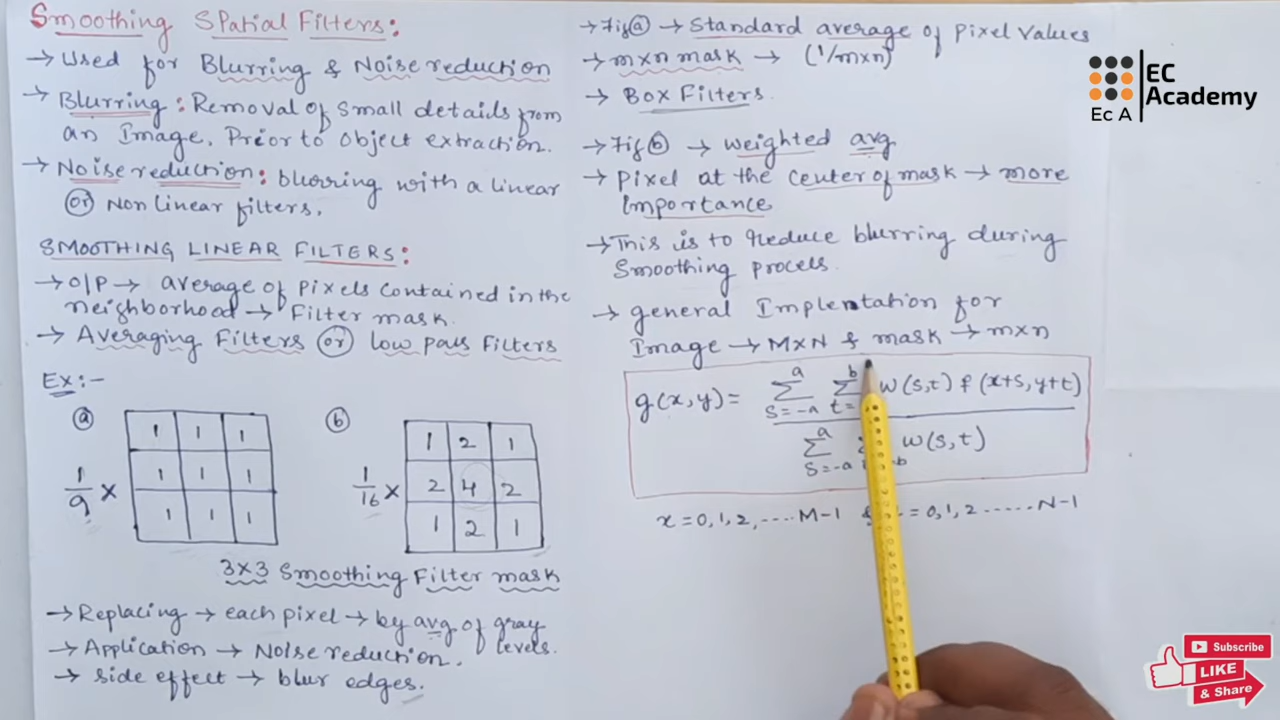 Smoothing Spatial Filters:
→ Used for Blurring & Noise reduction
→ Blurring: Removal of small details from
an Image, Prior to Object extraction.
→ Noise reduction: blurring with a linear
or Non linear filters.
SMOOTHING LINEAR FILTERS:
→ O/P → average of pixels contained in the
neighborhood → Filter mask.
→ Averaging Filters or low pass filters
Ex:-
a
1/9 ×
1 1 1
1 1 1
1 1 1
b
1/16 ×
1 2 1
2 4 2
1 2 1
3×3 Smoothing Filter mask
→ Replacing → each pixel → by avg of gray
levels.
→ Application → Noise reduction.
→ side effect → blur edges.
→ Fig a → Standard average of pixel values
→ m×n mask → (1/m×n)
→ Box Filters.
→ Fig b → weighted avg
→ Pixel at the center of mask → more
Importance
→ This is to reduce blurring during
Smoothing process.
→ general Implentation for
Image → M×N & mask → m×n
g(x,y) = Σ a s=-a Σ b t= w(s,t) f(x+s, y+t)
Σ a s=-a b w(s,t)
x = 0,1,2,....M-1 = 0,1,2......N-1
EC
Academy
Ec A
Subscribe
LIKE
& Share